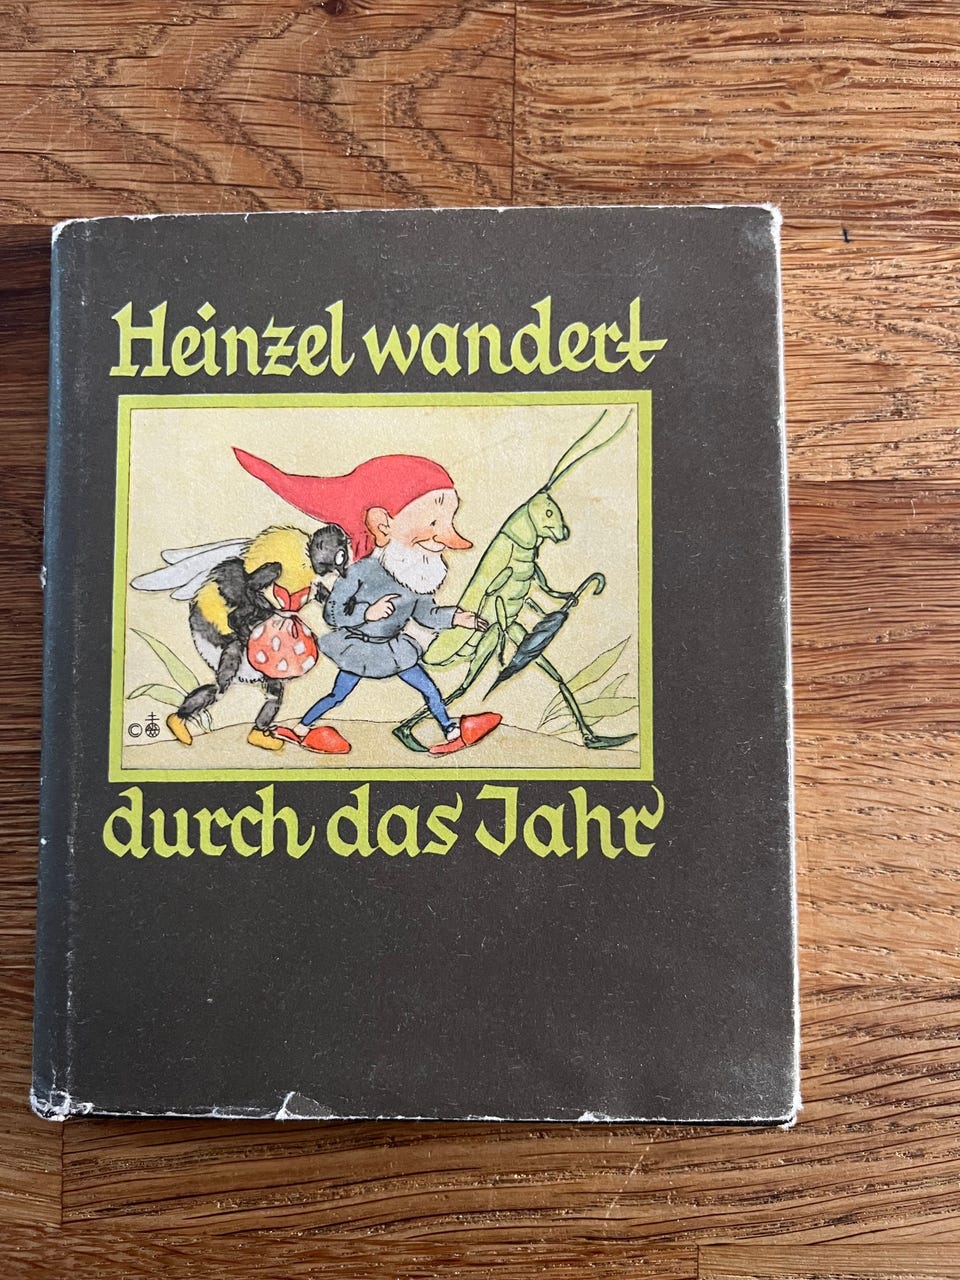 Heinzel wandert
©
durch das Jahr